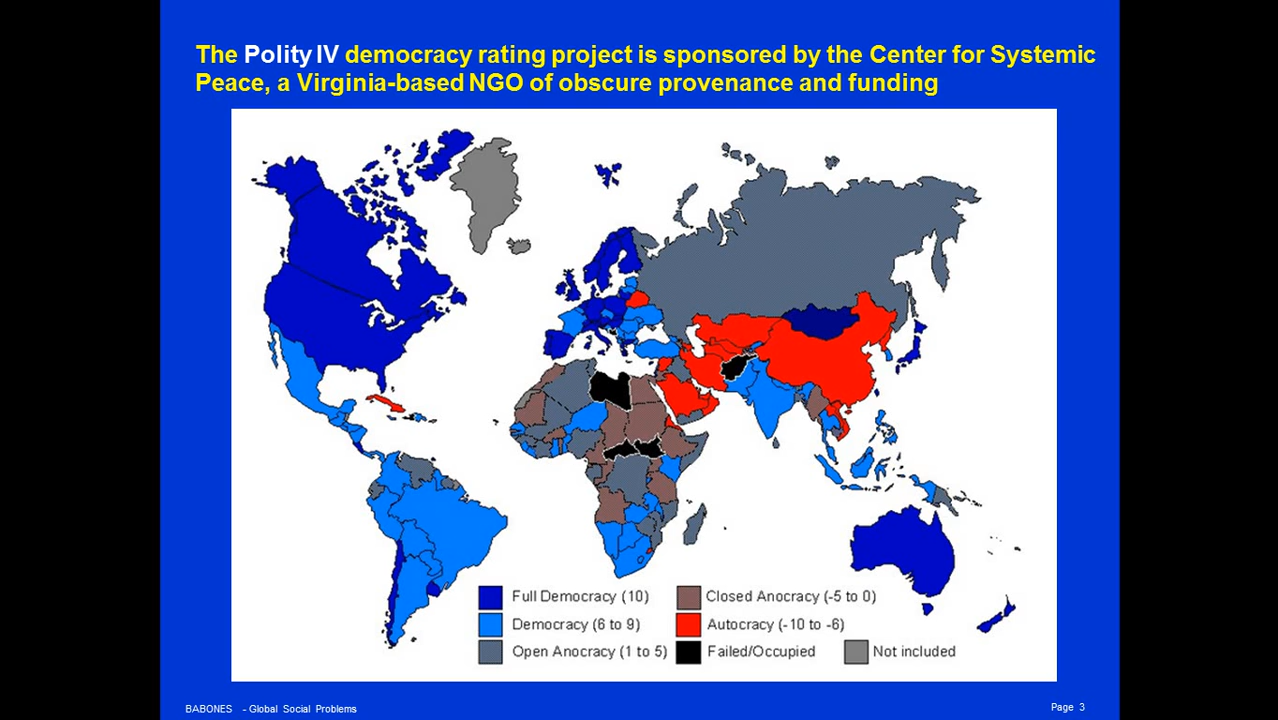 The Polity IV democracy rating project is sponsored by the Center for Systemic
Peace, a Virginia-based NGO of obscure provenance and funding
Full Democracy (10)
Closed Anocracy (-5 to 0)
Democracy (6 to 9)
Autocracy (-10 to -6)
Open Anocracy (1 to 5)
Failed/Occupied
Not included
BABONES - Global Social Problems
Page 3